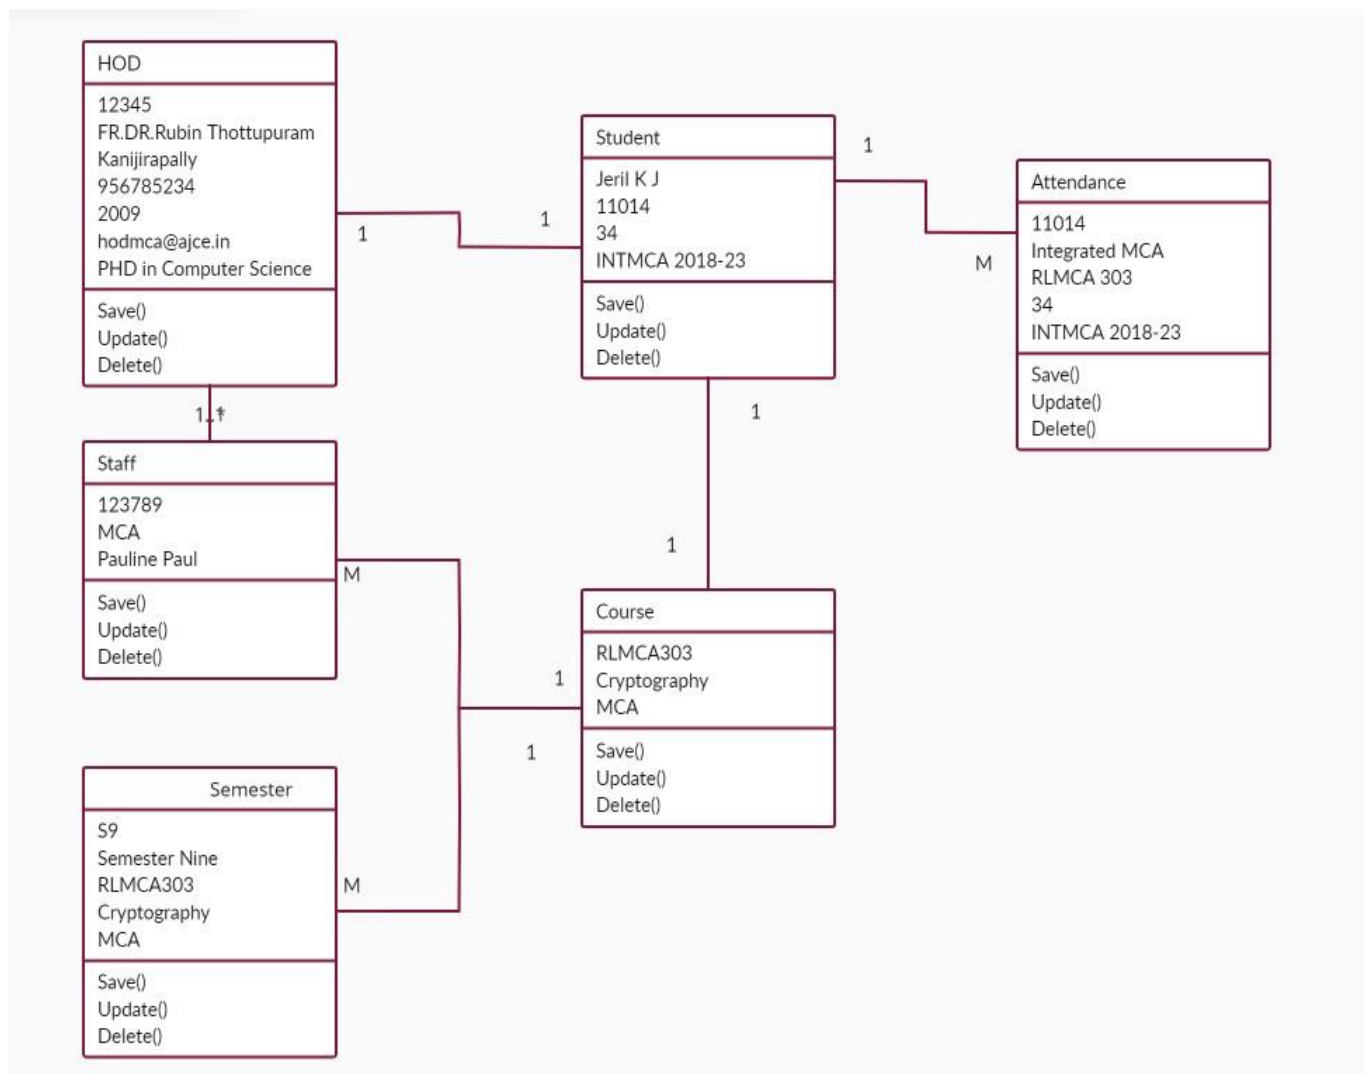 HOD
12345
FR.DR.Rubin Thottupuram
Kanijirapally
956785234
2009
hodmca@ajce.in
PHD in Computer Science
Save()
Update()
Delete()
1
1
Student
Jeril K J
11014
34
INTMCA 2018-23
Save()
Update()
Delete()
1
M
Attendance
11014
Integrated MCA
RLMCA 303
34
INTMCA 2018-23
Save()
Update()
Delete()
1..*
Staff
123789
MCA
Pauline Paul
Save()
Update()
Delete()
M
1
1
1
1
Course
RLMCA303
Cryptography
MCA
Save()
Update()
Delete()
Semester
S9
Semester Nine
RLMCA303
Cryptography
MCA
Save()
Update()
Delete()
M